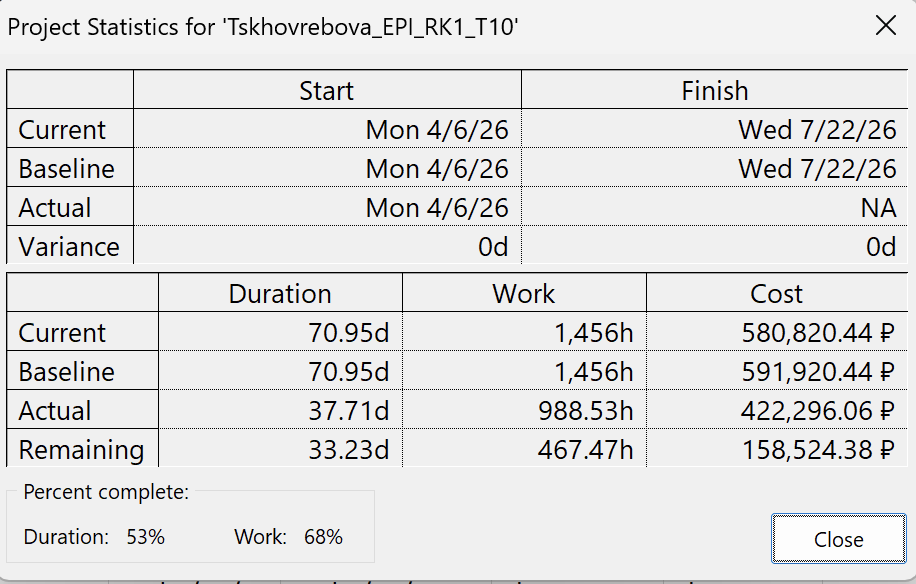 Project Statistics for 'Tskhovrebova_EPI_RK1_T10'
Start Finish
Current Mon 4/6/26 Wed 7/22/26
Baseline Mon 4/6/26 Wed 7/22/26
Actual Mon 4/6/26 NA
Variance 0d 0d
Duration Work Cost
Current 70.95d 1,456h 580,820.44 ₽
Baseline 70.95d 1,456h 591,920.44 ₽
Actual 37.71d 988.53h 422,296.06 ₽
Remaining 33.23d 467.47h 158,524.38 ₽
Percent complete:
Duration: 53% Work: 68%
Close